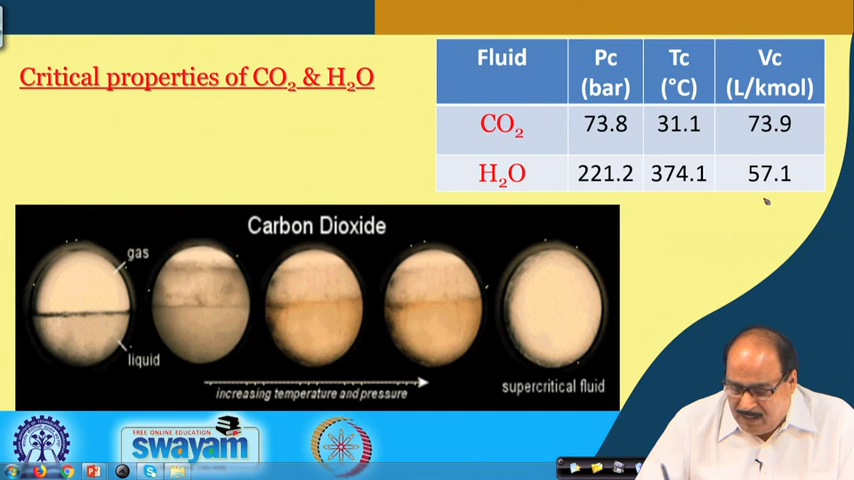 Critical properties of CO₂ & H₂O
Fluid Pc (bar) Tc (°C) Vc (L/kmol)
CO₂ 73.8 31.1 73.9
H₂O 221.2 374.1 57.1
Carbon Dioxide
gas
liquid
increasing temperature and pressure
supercritical fluid
FREE ONLINE EDUCATION
swayam